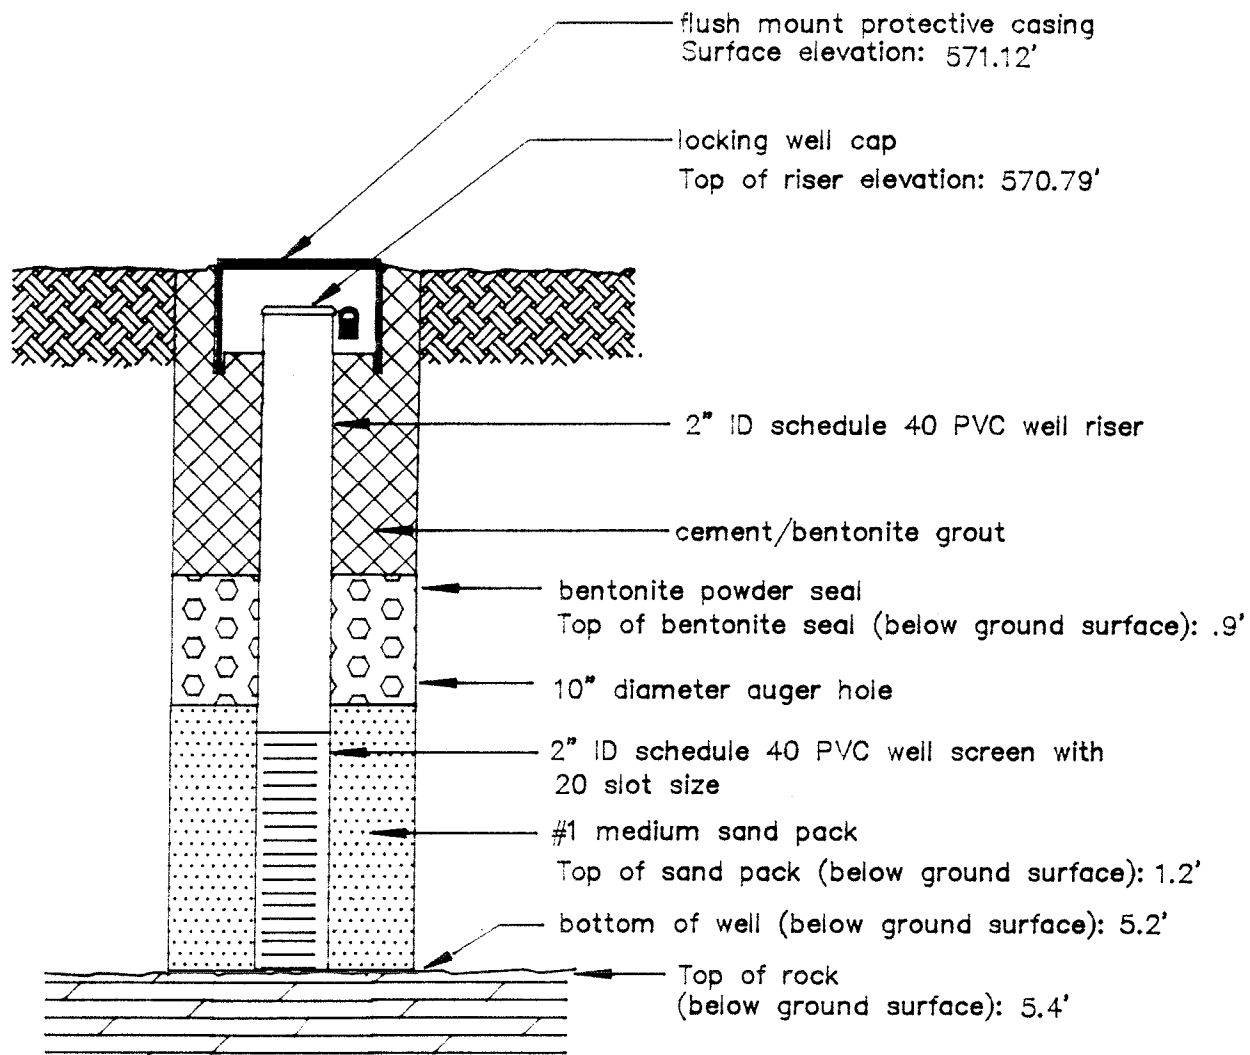 flush mount protective casing
Surface elevation: 571.12'
locking well cap
Top of riser elevation: 570.79'
2" ID schedule 40 PVC well riser
cement/bentonite grout
bentonite powder seal
Top of bentonite seal (below ground surface): .9'
10" diameter auger hole
2" ID schedule 40 PVC well screen with
20 slot size
#1 medium sand pack
Top of sand pack (below ground surface): 1.2'
bottom of well (below ground surface): 5.2'
Top of rock
(below ground surface): 5.4'